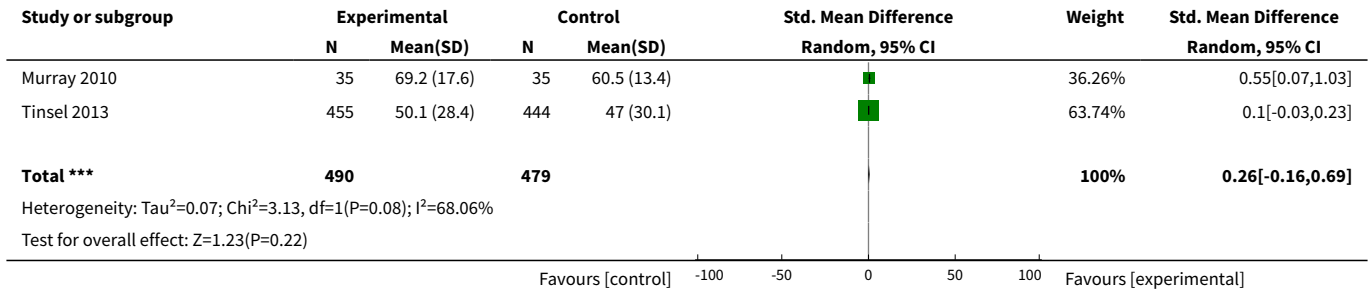 Study or subgroup Experimental Control Std. Mean Difference Weight Std. Mean Difference
N Mean(SD) N Mean(SD) Random, 95% CI Random, 95% CI
Murray 2010 35 69.2 (17.6) 35 60.5 (13.4) 36.26% 0.55[0.07,1.03]
Tinsel 2013 455 50.1 (28.4) 444 47 (30.1) 63.74% 0.1[-0.03,0.23]
Total *** 490 479 100% 0.26[-0.16,0.69]
Heterogeneity: Tau²=0.07; Chi²=3.13, df=1(P=0.08); I²=68.06%
Test for overall effect: Z=1.23(P=0.22)
Favours [control] -100 -50 0 50 100 Favours [experimental]